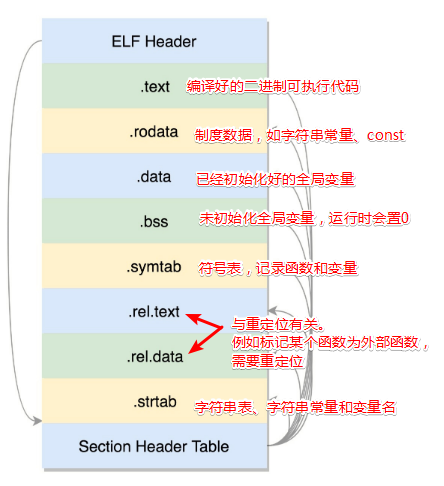 ELF Header
.text 编译好的二进制可执行代码
.rodata 制度数据，如字符串常量、const
.data 已经初始化好的全局变量
.bss 未初始化全局变量，运行时会置0
.symtab 符号表，记录函数和变量
.rel.text 与重定位有关。
例如标记某个函数为外部函数，
.rel.data 需要重定位
.strtab 字符串表、字符串常量和变量名
Section Header Table